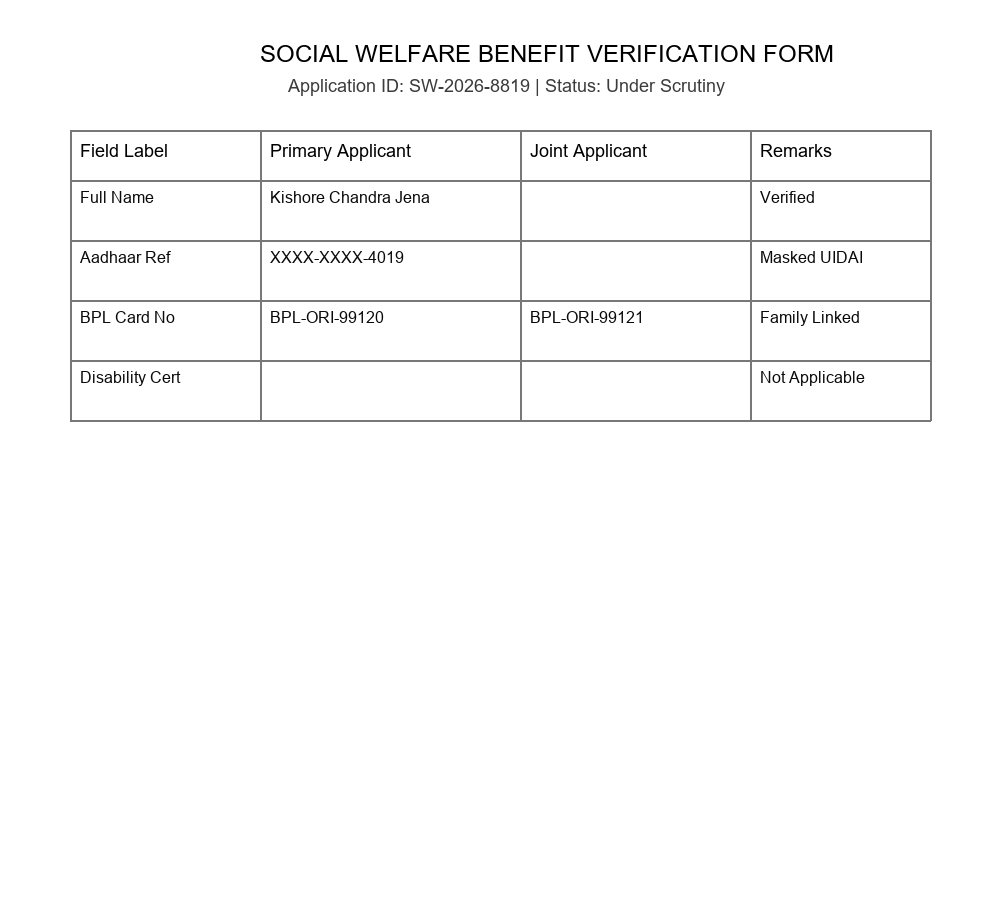 SOCIAL WELFARE BENEFIT VERIFICATION FORM
Application ID: SW-2026-8819 | Status: Under Scrutiny
Field Label Primary Applicant Joint Applicant Remarks
Full Name Kishore Chandra Jena Verified
Aadhaar Ref XXXX-XXXX-4019 Masked UIDAI
BPL Card No BPL-ORI-99120 BPL-ORI-99121 Family Linked
Disability Cert Not Applicable